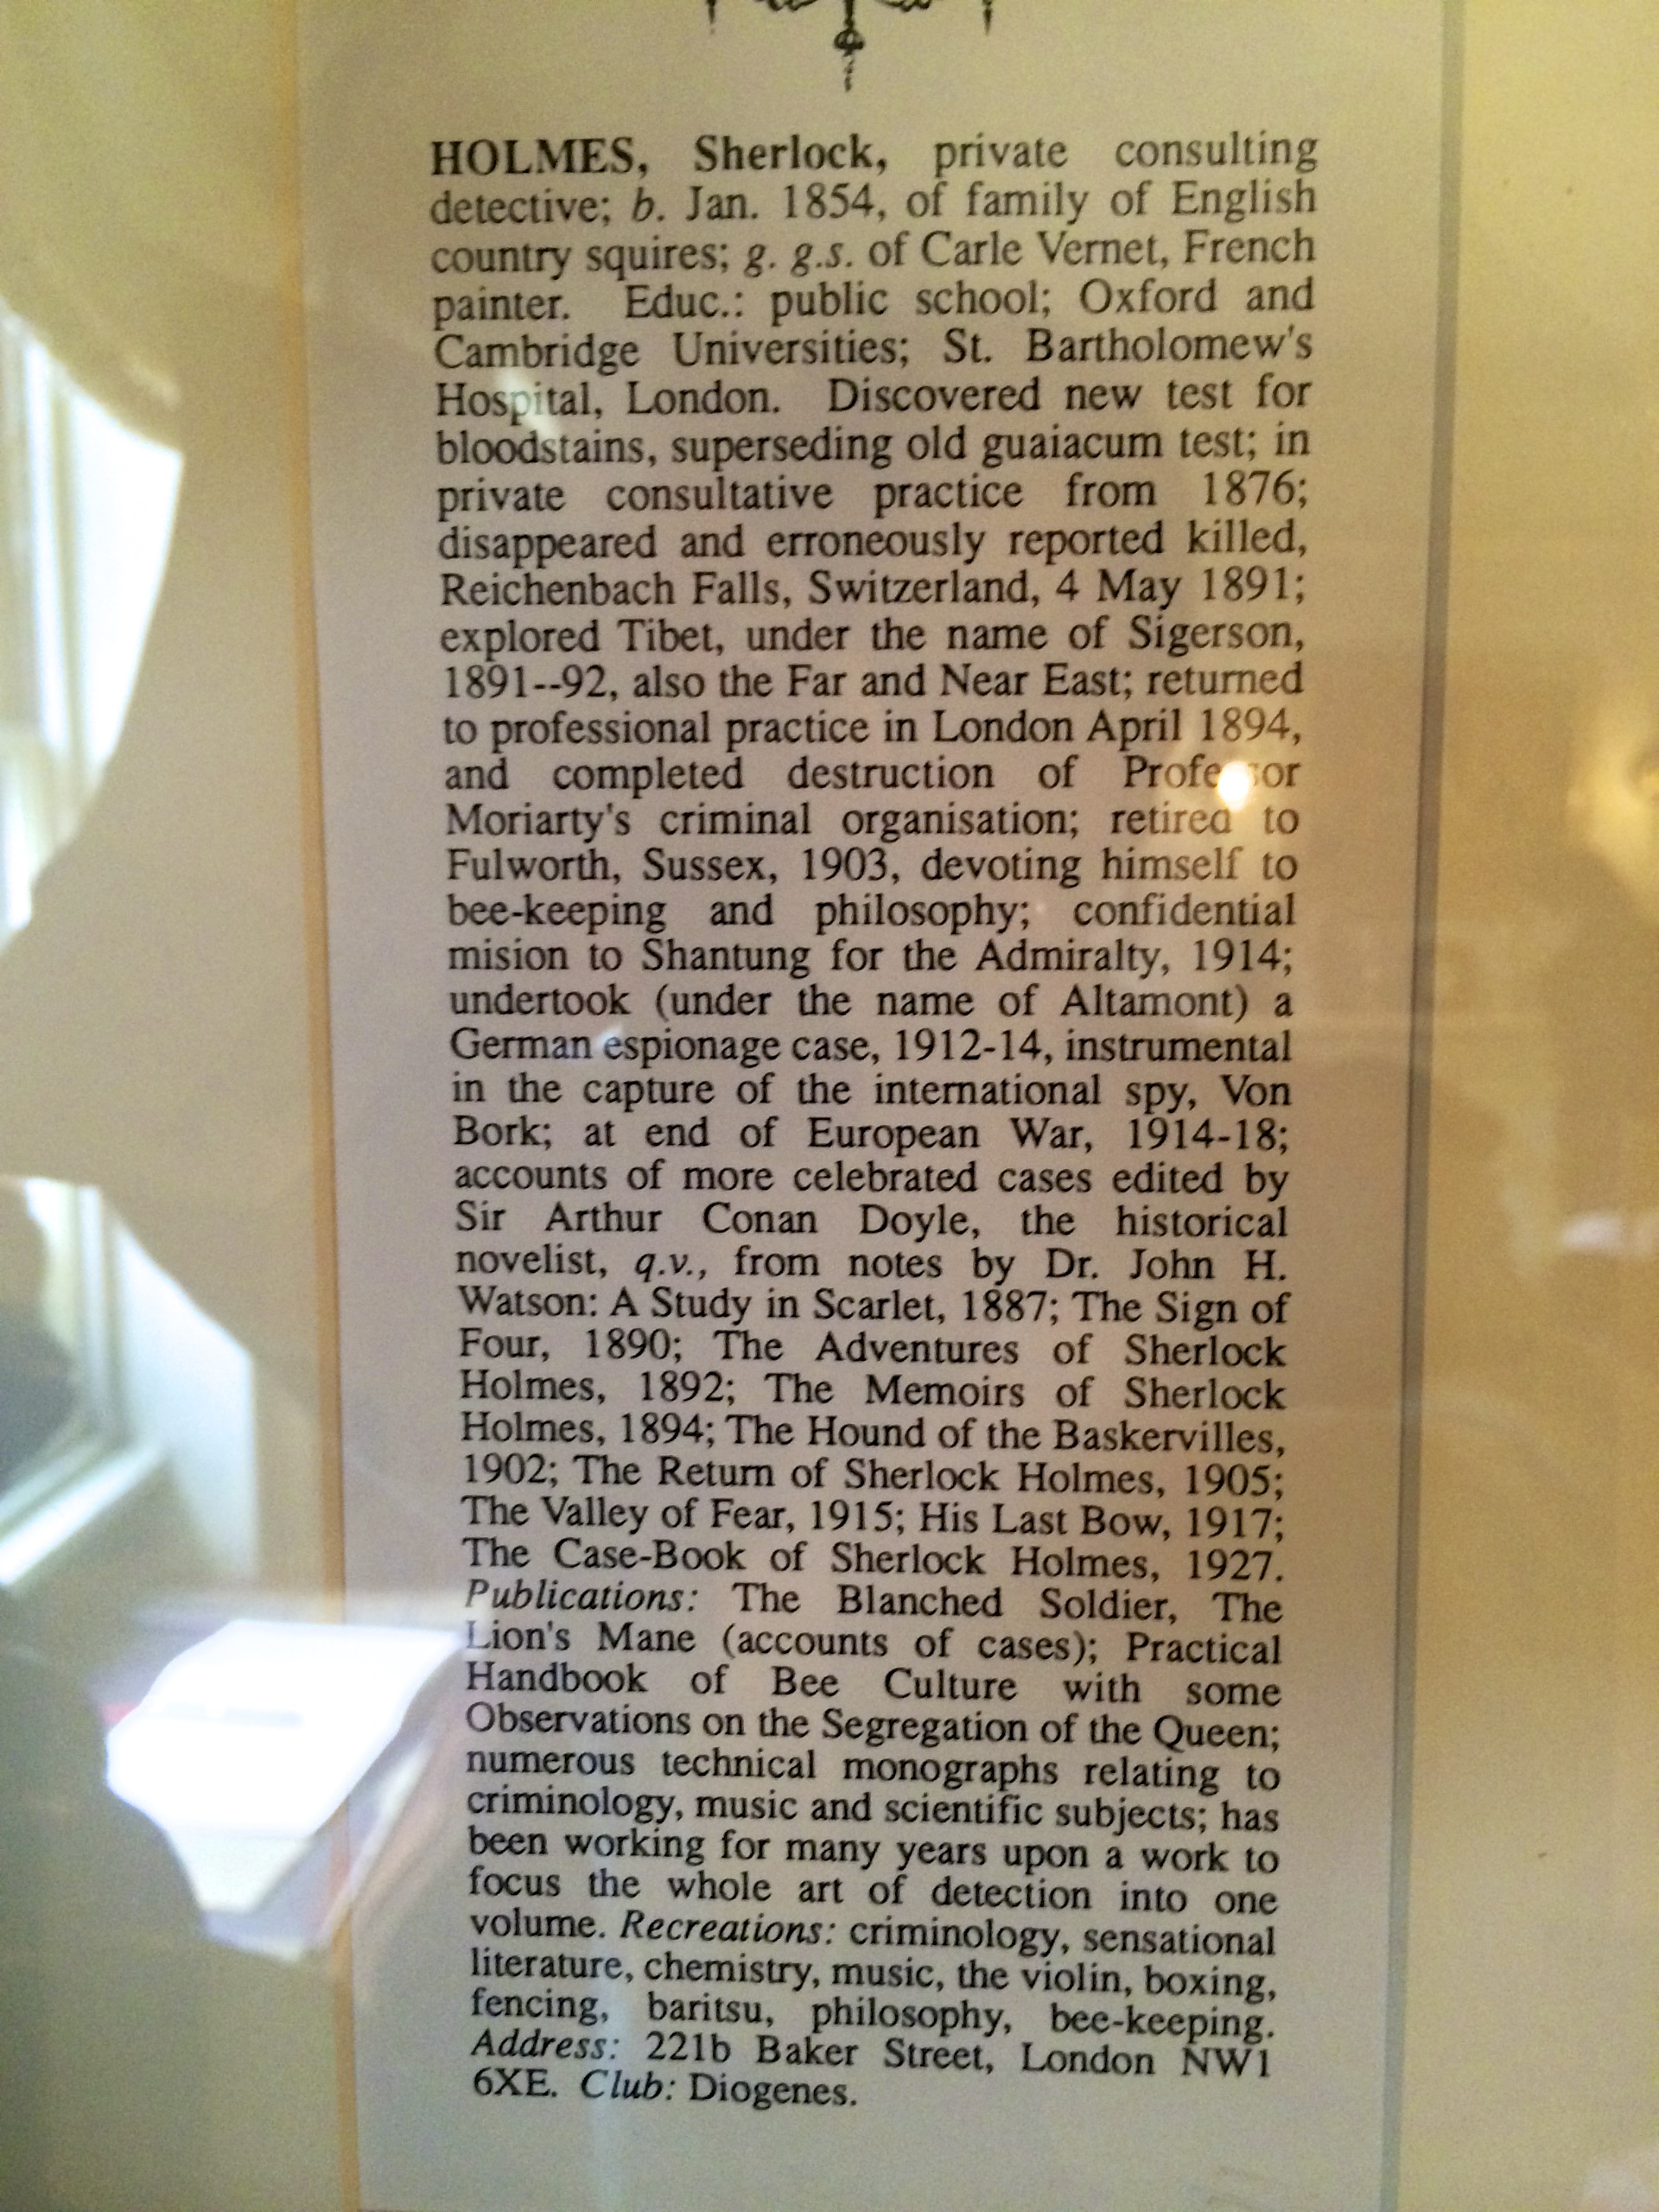 HOLMES, Sherlock, private consulting
detective; b. Jan. 1854, of family of English
country squires; g. g.s. of Carle Vernet, French
painter. Educ.: public school; Oxford and
Cambridge Universities; St. Bartholomew's
Hospital, London. Discovered new test for
bloodstains, superseding old guaiacum test; in
private consultative practice from 1876;
disappeared and erroneously reported killed,
Reichenbach Falls, Switzerland, 4 May 1891;
explored Tibet, under the name of Sigerson,
1891--92, also the Far and Near East; returned
to professional practice in London April 1894,
and completed destruction of Professor
Moriarty's criminal organisation; retired to
Fulworth, Sussex, 1903, devoting himself to
bee-keeping and philosophy; confidential
mision to Shantung for the Admiralty, 1914;
undertook (under the name of Altamont) a
German espionage case, 1912-14, instrumental
in the capture of the international spy, Von
Bork; at end of European War, 1914-18;
accounts of more celebrated cases edited by
Sir Arthur Conan Doyle, the historical
novelist, q.v., from notes by Dr. John H.
Watson: A Study in Scarlet, 1887; The Sign of
Four, 1890; The Adventures of Sherlock
Holmes, 1892; The Memoirs of Sherlock
Holmes, 1894; The Hound of the Baskervilles,
1902; The Return of Sherlock Holmes, 1905;
The Valley of Fear, 1915; His Last Bow, 1917;
The Case-Book of Sherlock Holmes, 1927.
Publications: The Blanched Soldier, The
Lion's Mane (accounts of cases); Practical
Handbook of Bee Culture with some
Observations on the Segregation of the Queen;
numerous technical monographs relating to
criminology, music and scientific subjects; has
been working for many years upon a work to
focus the whole art of detection into one
volume. Recreations: criminology, sensational
literature, chemistry, music, the violin, boxing,
fencing, baritsu, philosophy, bee-keeping.
Address: 221b Baker Street, London NW1
6XE. Club: Diogenes.